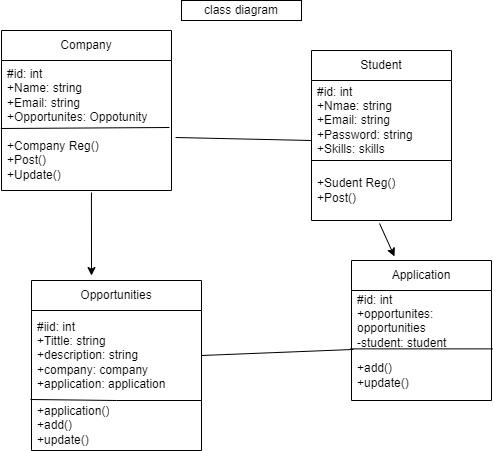 class diagram
Company
#id: int
+Name: string
+Email: string
+Opportunites: Oppotunity
+Company Reg()
+Post()
+Update()
Student
#id: int
+Nmae: string
+Email: string
+Password: string
+Skills: skills
+Sudent Reg()
+Post()
Opportunities
#iid: int
+Tittle: string
+description: string
+company: company
+application: application
+application()
+add()
+update()
Application
#id: int
+opportunites:
opportunities
-student: student
+add()
+update()